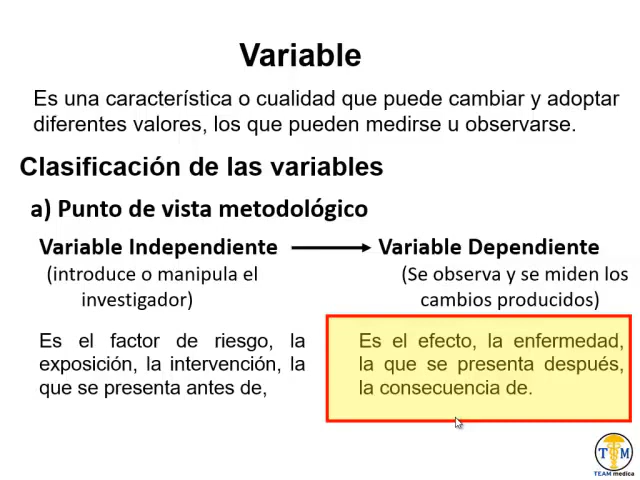 Variable
Es una característica o cualidad que puede cambiar y adoptar
diferentes valores, los que pueden medirse u observarse.
Clasificación de las variables
a) Punto de vista metodológico
Variable Independiente
(introduce o manipula el
investigador)
Es el factor de riesgo, la
exposición, la intervención, la
que se presenta antes de,
Variable Dependiente
(Se observa y se miden los
cambios producidos)
Es el efecto, la enfermedad,
la que se presenta después,
la consecuencia de.
T M
TEAM medica